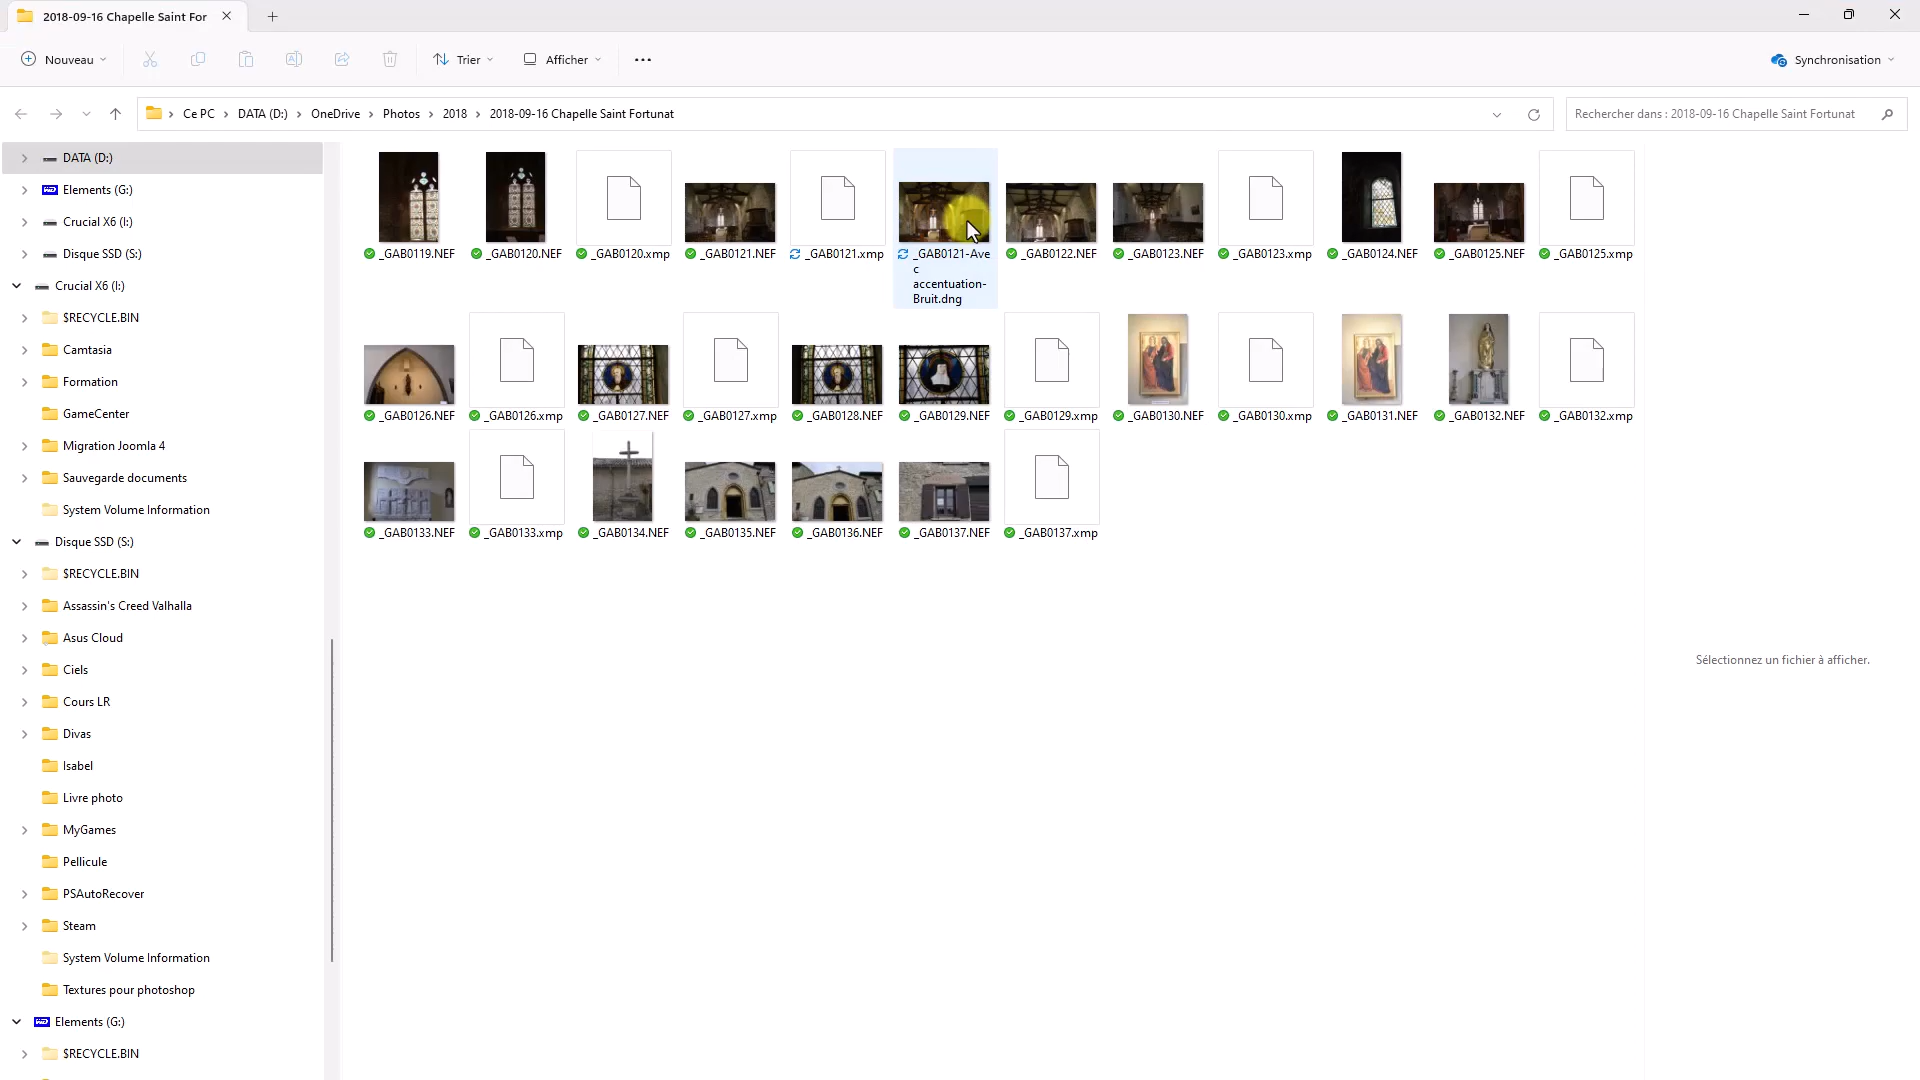 2018-09-16 Chapelle Saint For
Nouveau
Trier
Afficher
Synchronisation
Ce PC > DATA (D:) > OneDrive > Photos > 2018 > 2018-09-16 Chapelle Saint Fortunat
Rechercher dans : 2018-09-16 Chapelle Saint Fortunat
DATA (D:)
Elements (G:)
Crucial X6 (I:)
Disque SSD (S:)
Crucial X6 (I:)
$RECYCLE.BIN
Camtasia
Formation
GameCenter
Migration Joomla 4
Sauvegarde documents
System Volume Information
Disque SSD (S:)
$RECYCLE.BIN
Assassin's Creed Valhalla
Asus Cloud
Ciels
Cours LR
Divas
Isabel
Livre photo
MyGames
Pellicule
PSAutoRecover
Steam
System Volume Information
Textures pour photoshop
Elements (G:)
$RECYCLE.BIN
_GAB0119.NEF
_GAB0120.NEF
_GAB0120.xmp
_GAB0121.NEF
_GAB0121.xmp
_GAB0121-Ave
c
accentuation-
Bruit.dng
_GAB0122.NEF
_GAB0123.NEF
_GAB0123.xmp
_GAB0124.NEF
_GAB0125.NEF
_GAB0125.xmp
_GAB0126.NEF
_GAB0126.xmp
_GAB0127.NEF
_GAB0127.xmp
_GAB0128.NEF
_GAB0129.NEF
_GAB0129.xmp
_GAB0130.NEF
_GAB0130.xmp
_GAB0131.NEF
_GAB0132.NEF
_GAB0132.xmp
_GAB0133.NEF
_GAB0133.xmp
_GAB0134.NEF
_GAB0135.NEF
_GAB0136.NEF
_GAB0137.NEF
_GAB0137.xmp
Sélectionnez un fichier à afficher.